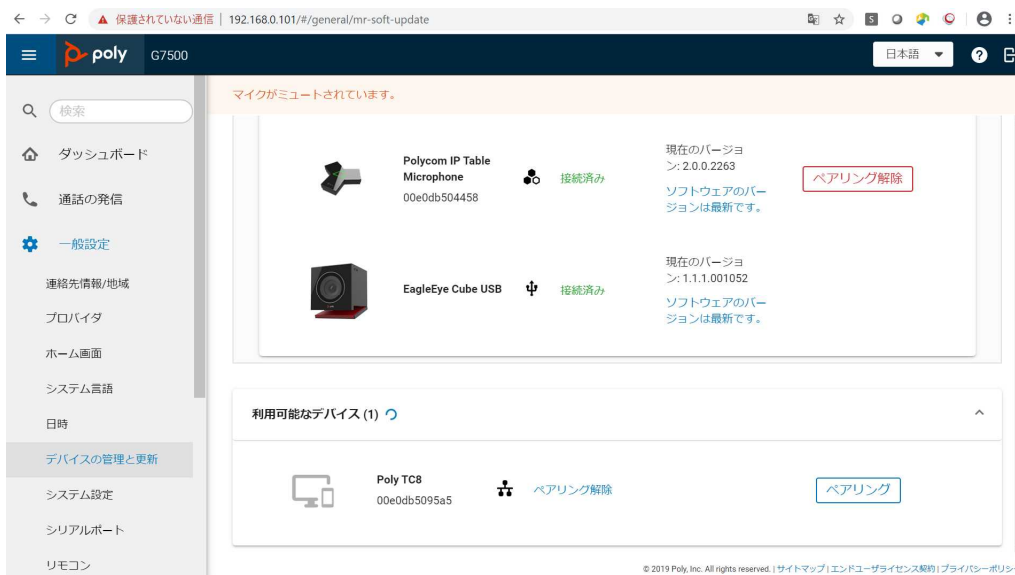 保護されていない通信 | 192.168.0.101/#/general/mr-soft-update
poly G7500
日本語
マイクがミュートされています。
検索
ダッシュボード
通話の発信
一般設定
連絡先情報/地域
プロバイダ
ホーム画面
システム言語
日時
デバイスの管理と更新
システム設定
シリアルポート
リモコン
Polycom IP Table
Microphone
00e0db504458
接続済み
現在のバージョ
ン: 2.0.0.2263
ソフトウェアのバー
ジョンは最新です。
ペアリング解除
EagleEye Cube USB
接続済み
現在のバージョ
ン: 1.1.1.001052
ソフトウェアのバー
ジョンは最新です。
利用可能なデバイス (1)
Poly TC8
00e0db5095a5
ペアリング解除
ペアリング
© 2019 Poly, Inc. All rights reserved. | サイトマップ | エンドユーザライセンス契約 | プライバシーポリシ